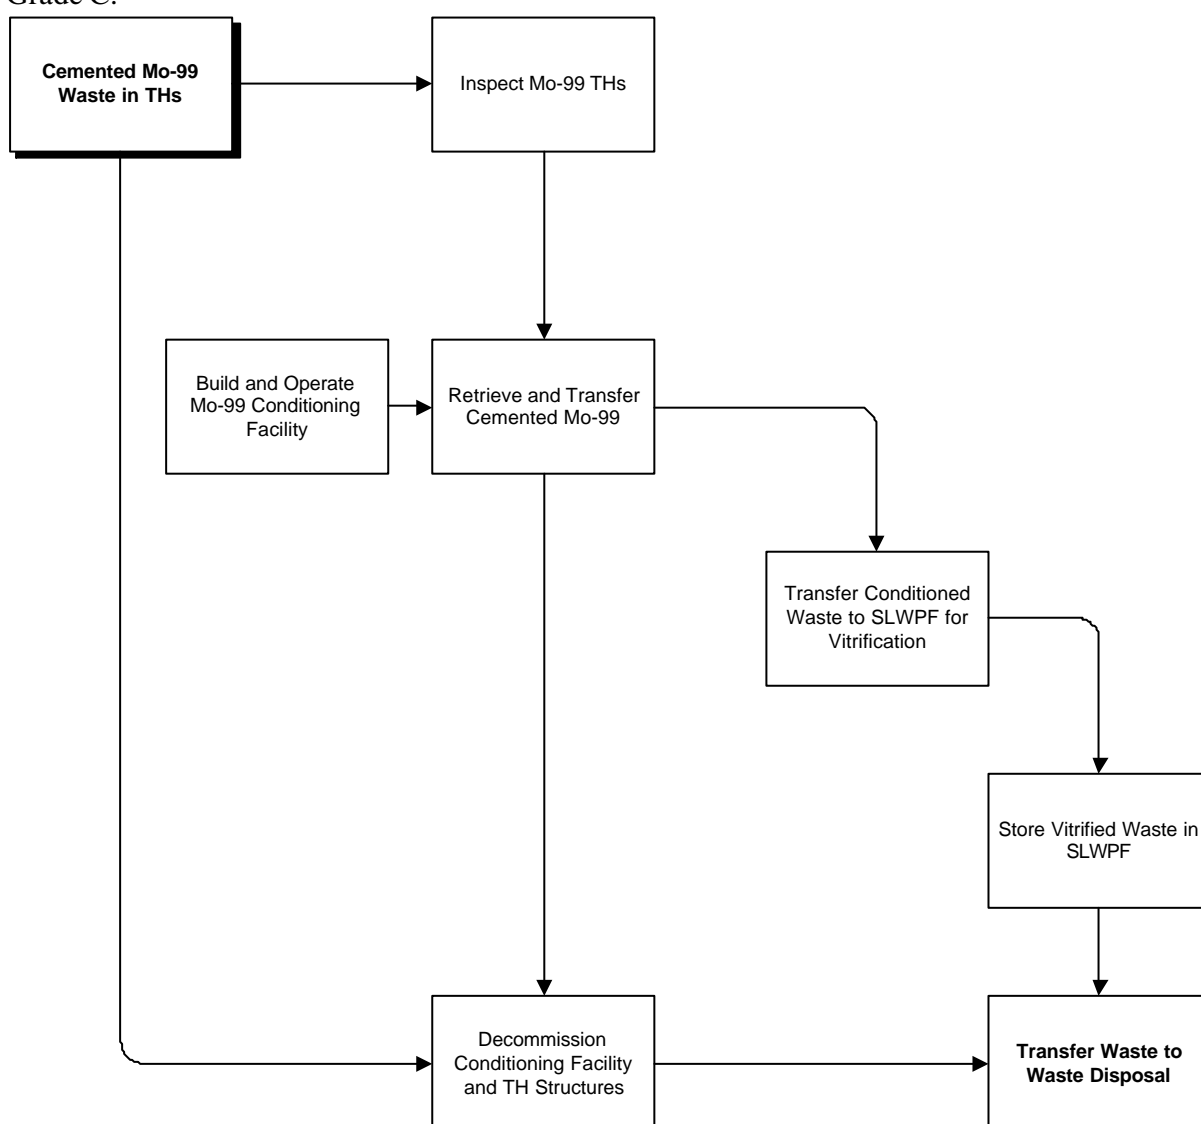 Grade C.
Cemented Mo-99
Waste in THs
Inspect Mo-99 THs
Build and Operate
Mo-99 Conditioning
Facility
Retrieve and Transfer
Cemented Mo-99
Transfer Conditioned
Waste to SLWPF for
Vitrification
Store Vitrified Waste in
SLWPF
Decommission
Conditioning Facility
and TH Structures
Transfer Waste to
Waste Disposal